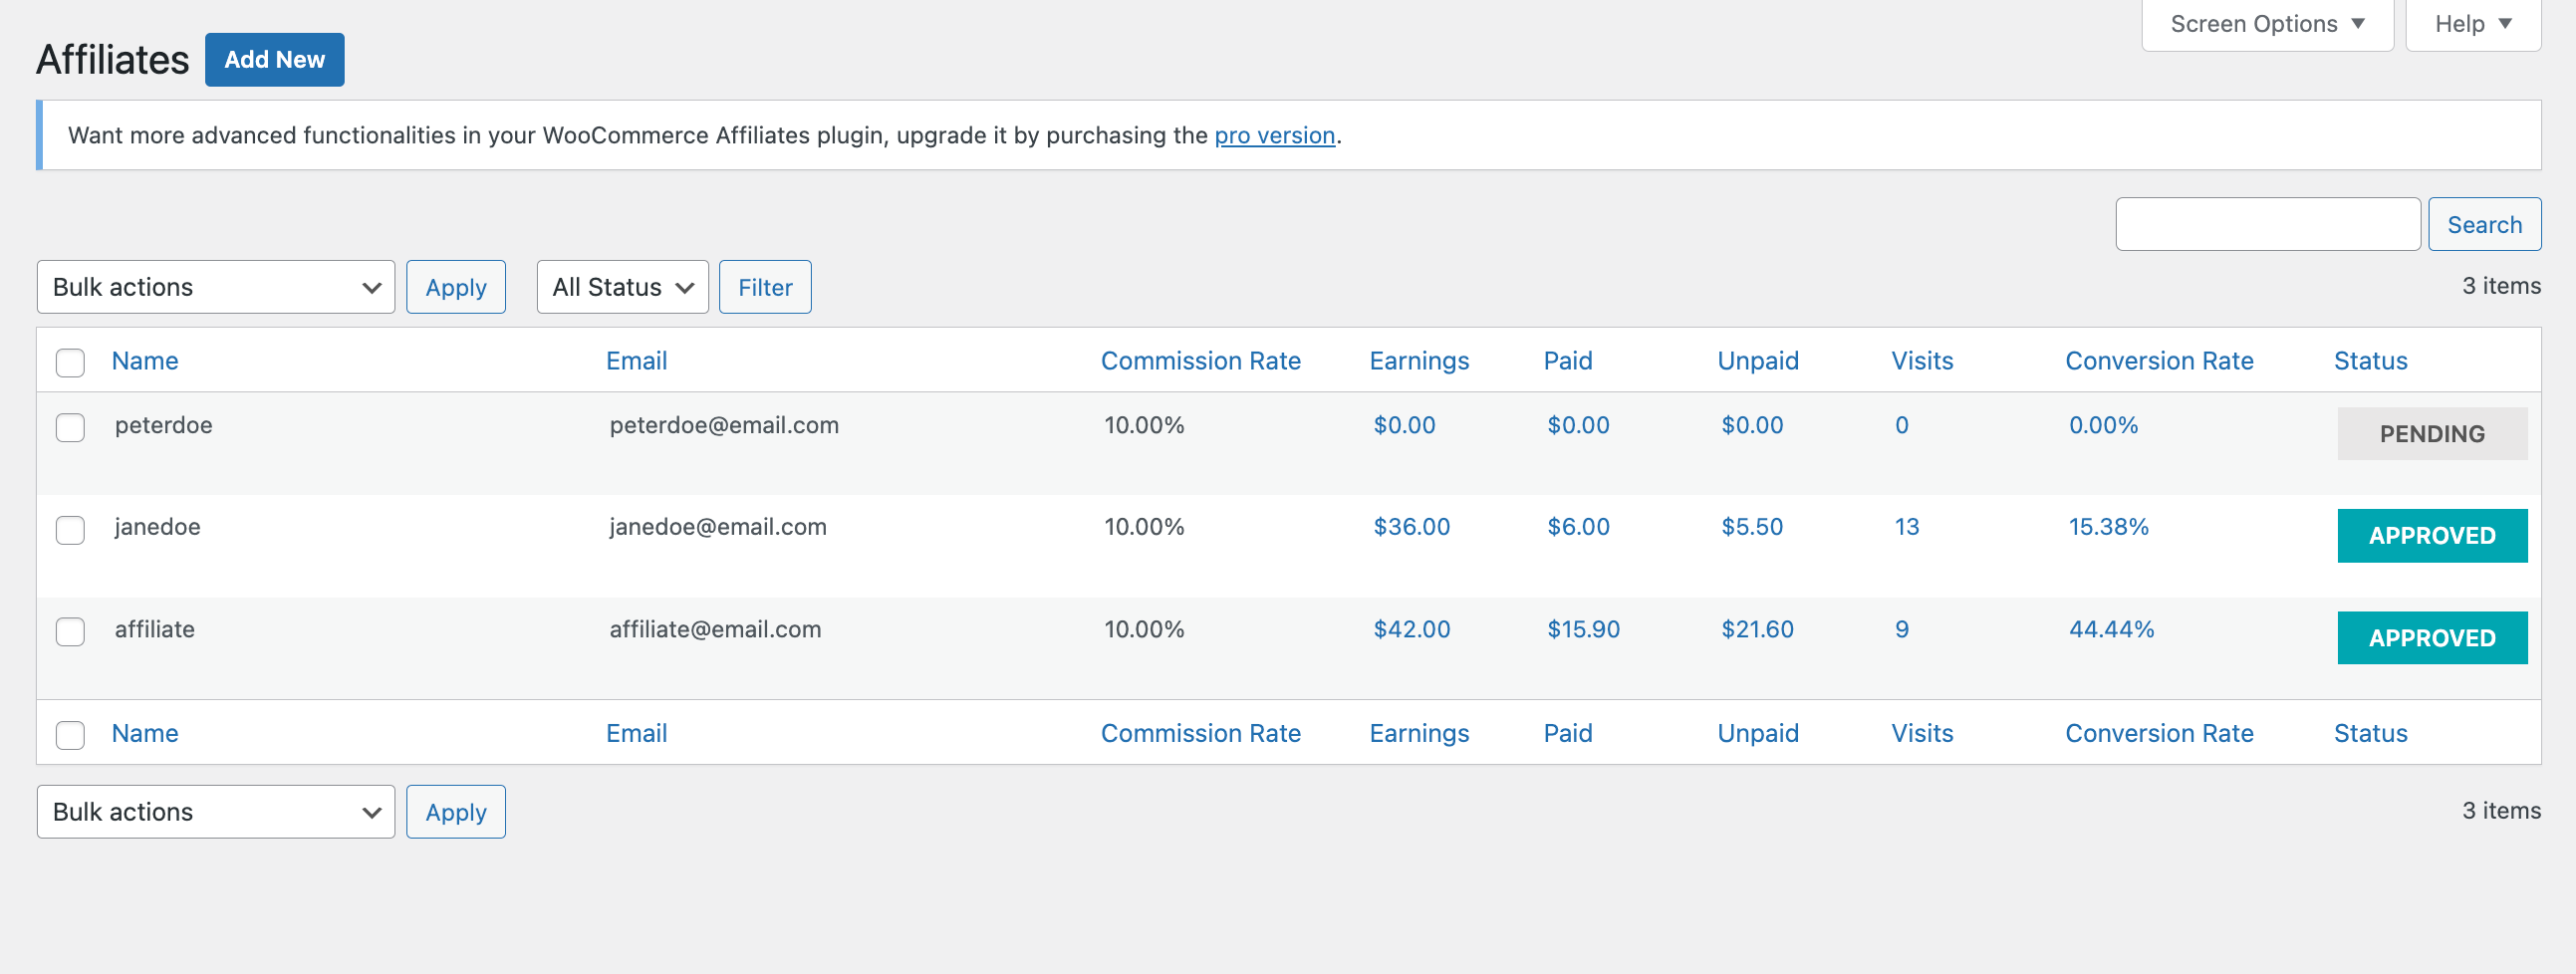 Screen Options ▼ Help ▼
Affiliates Add New
Want more advanced functionalities in your WooCommerce Affiliates plugin, upgrade it by purchasing the pro version.
Search
Bulk actions Apply All Status Filter 3 items
Name Email Commission Rate Earnings Paid Unpaid Visits Conversion Rate Status
peterdoe peterdoe@email.com 10.00% $0.00 $0.00 $0.00 0 0.00% PENDING
janedoe janedoe@email.com 10.00% $36.00 $6.00 $5.50 13 15.38% APPROVED
affiliate affiliate@email.com 10.00% $42.00 $15.90 $21.60 9 44.44% APPROVED
Name Email Commission Rate Earnings Paid Unpaid Visits Conversion Rate Status
Bulk actions Apply 3 items